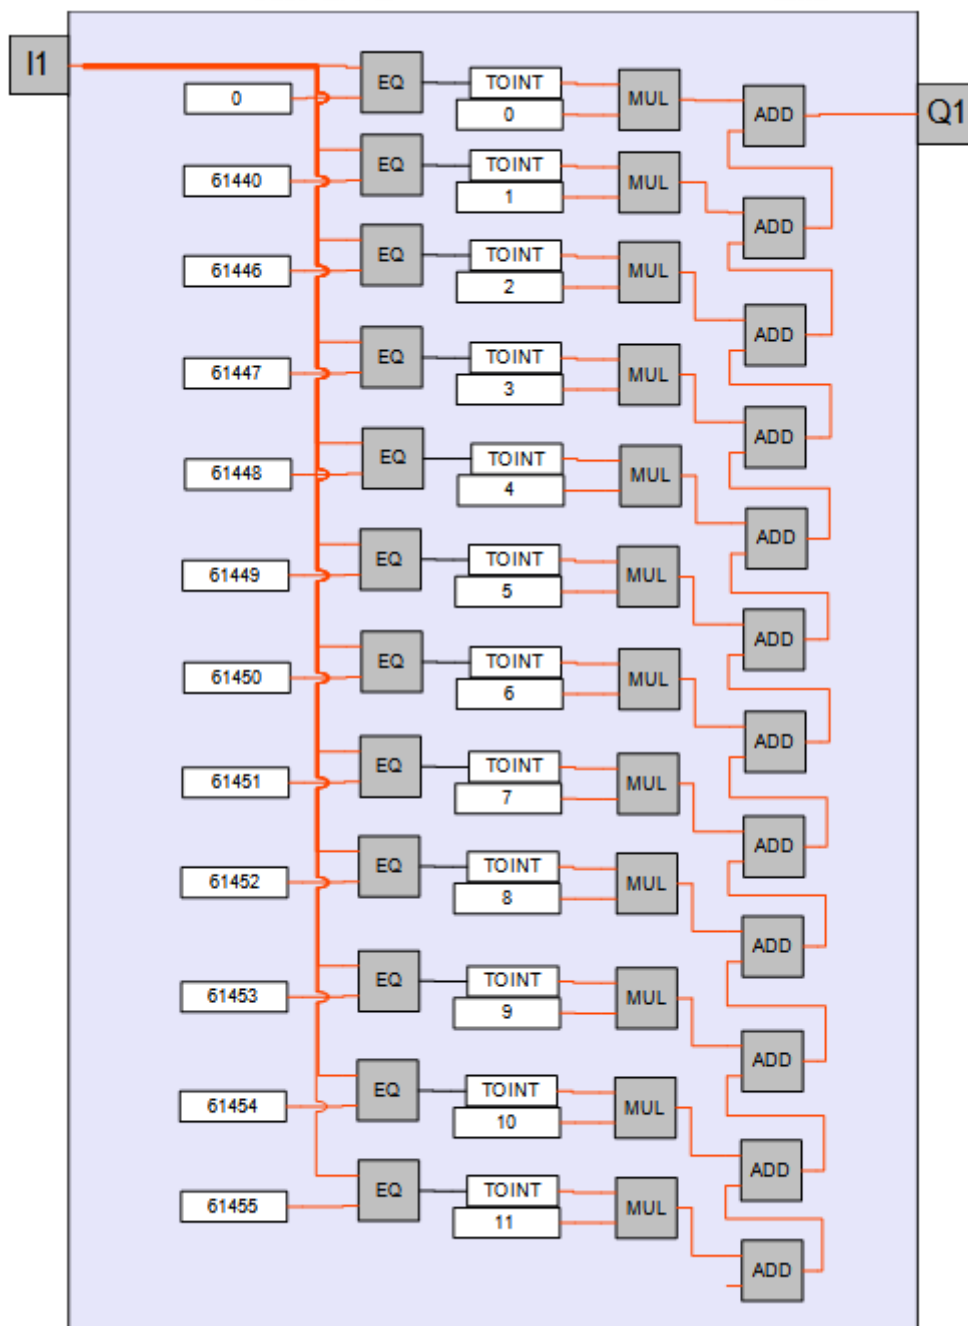 I1
EQ TOINT
0 0 MUL ADD Q1
EQ TOINT
61440 1 MUL ADD
EQ TOINT
61446 2 MUL ADD
EQ TOINT
61447 3 MUL ADD
EQ TOINT
61448 4 MUL ADD
EQ TOINT
61449 5 MUL ADD
EQ TOINT
61450 6 MUL ADD
EQ TOINT
61451 7 MUL ADD
EQ TOINT
61452 8 MUL ADD
EQ TOINT
61453 9 MUL ADD
EQ TOINT
61454 10 MUL ADD
EQ TOINT
61455 11 MUL ADD